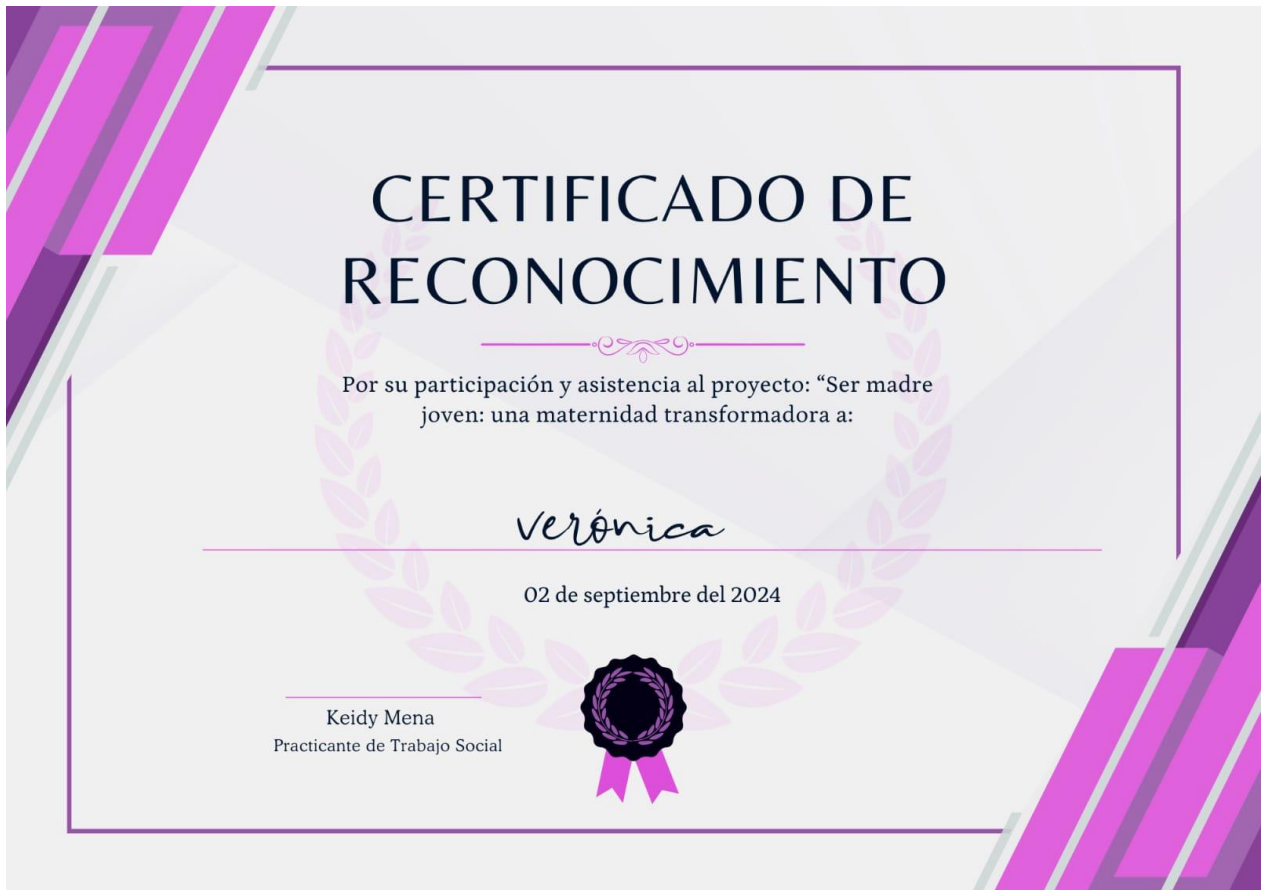 CERTIFICADO DE
RECONOCIMIENTO
Por su participación y asistencia al proyecto: “Ser madre
joven: una maternidad transformadora a:
verónica
02 de septiembre del 2024
Keidy Mena
Practicante de Trabajo Social